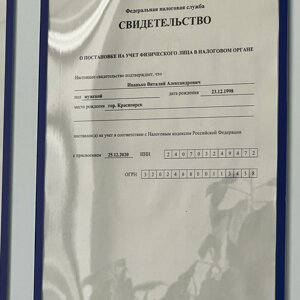 Федеральная налоговая служба
СВИДЕТЕЛЬСТВО
О ПОСТАНОВКЕ НА УЧЕТ ФИЗИЧЕСКОГО ЛИЦА В НАЛОГОВОМ ОРГАНЕ
Настоящее свидетельство подтверждает, что
Иванько Виталий Александрович
пол мужской дата рождения 23.12.1998
место рождения гор. Красноярск
поставлен(а) на учет в соответствии с Налоговым кодексом Российской Федерации
с присвоением 25.12.2020 ИНН 240703249472
ОГРН